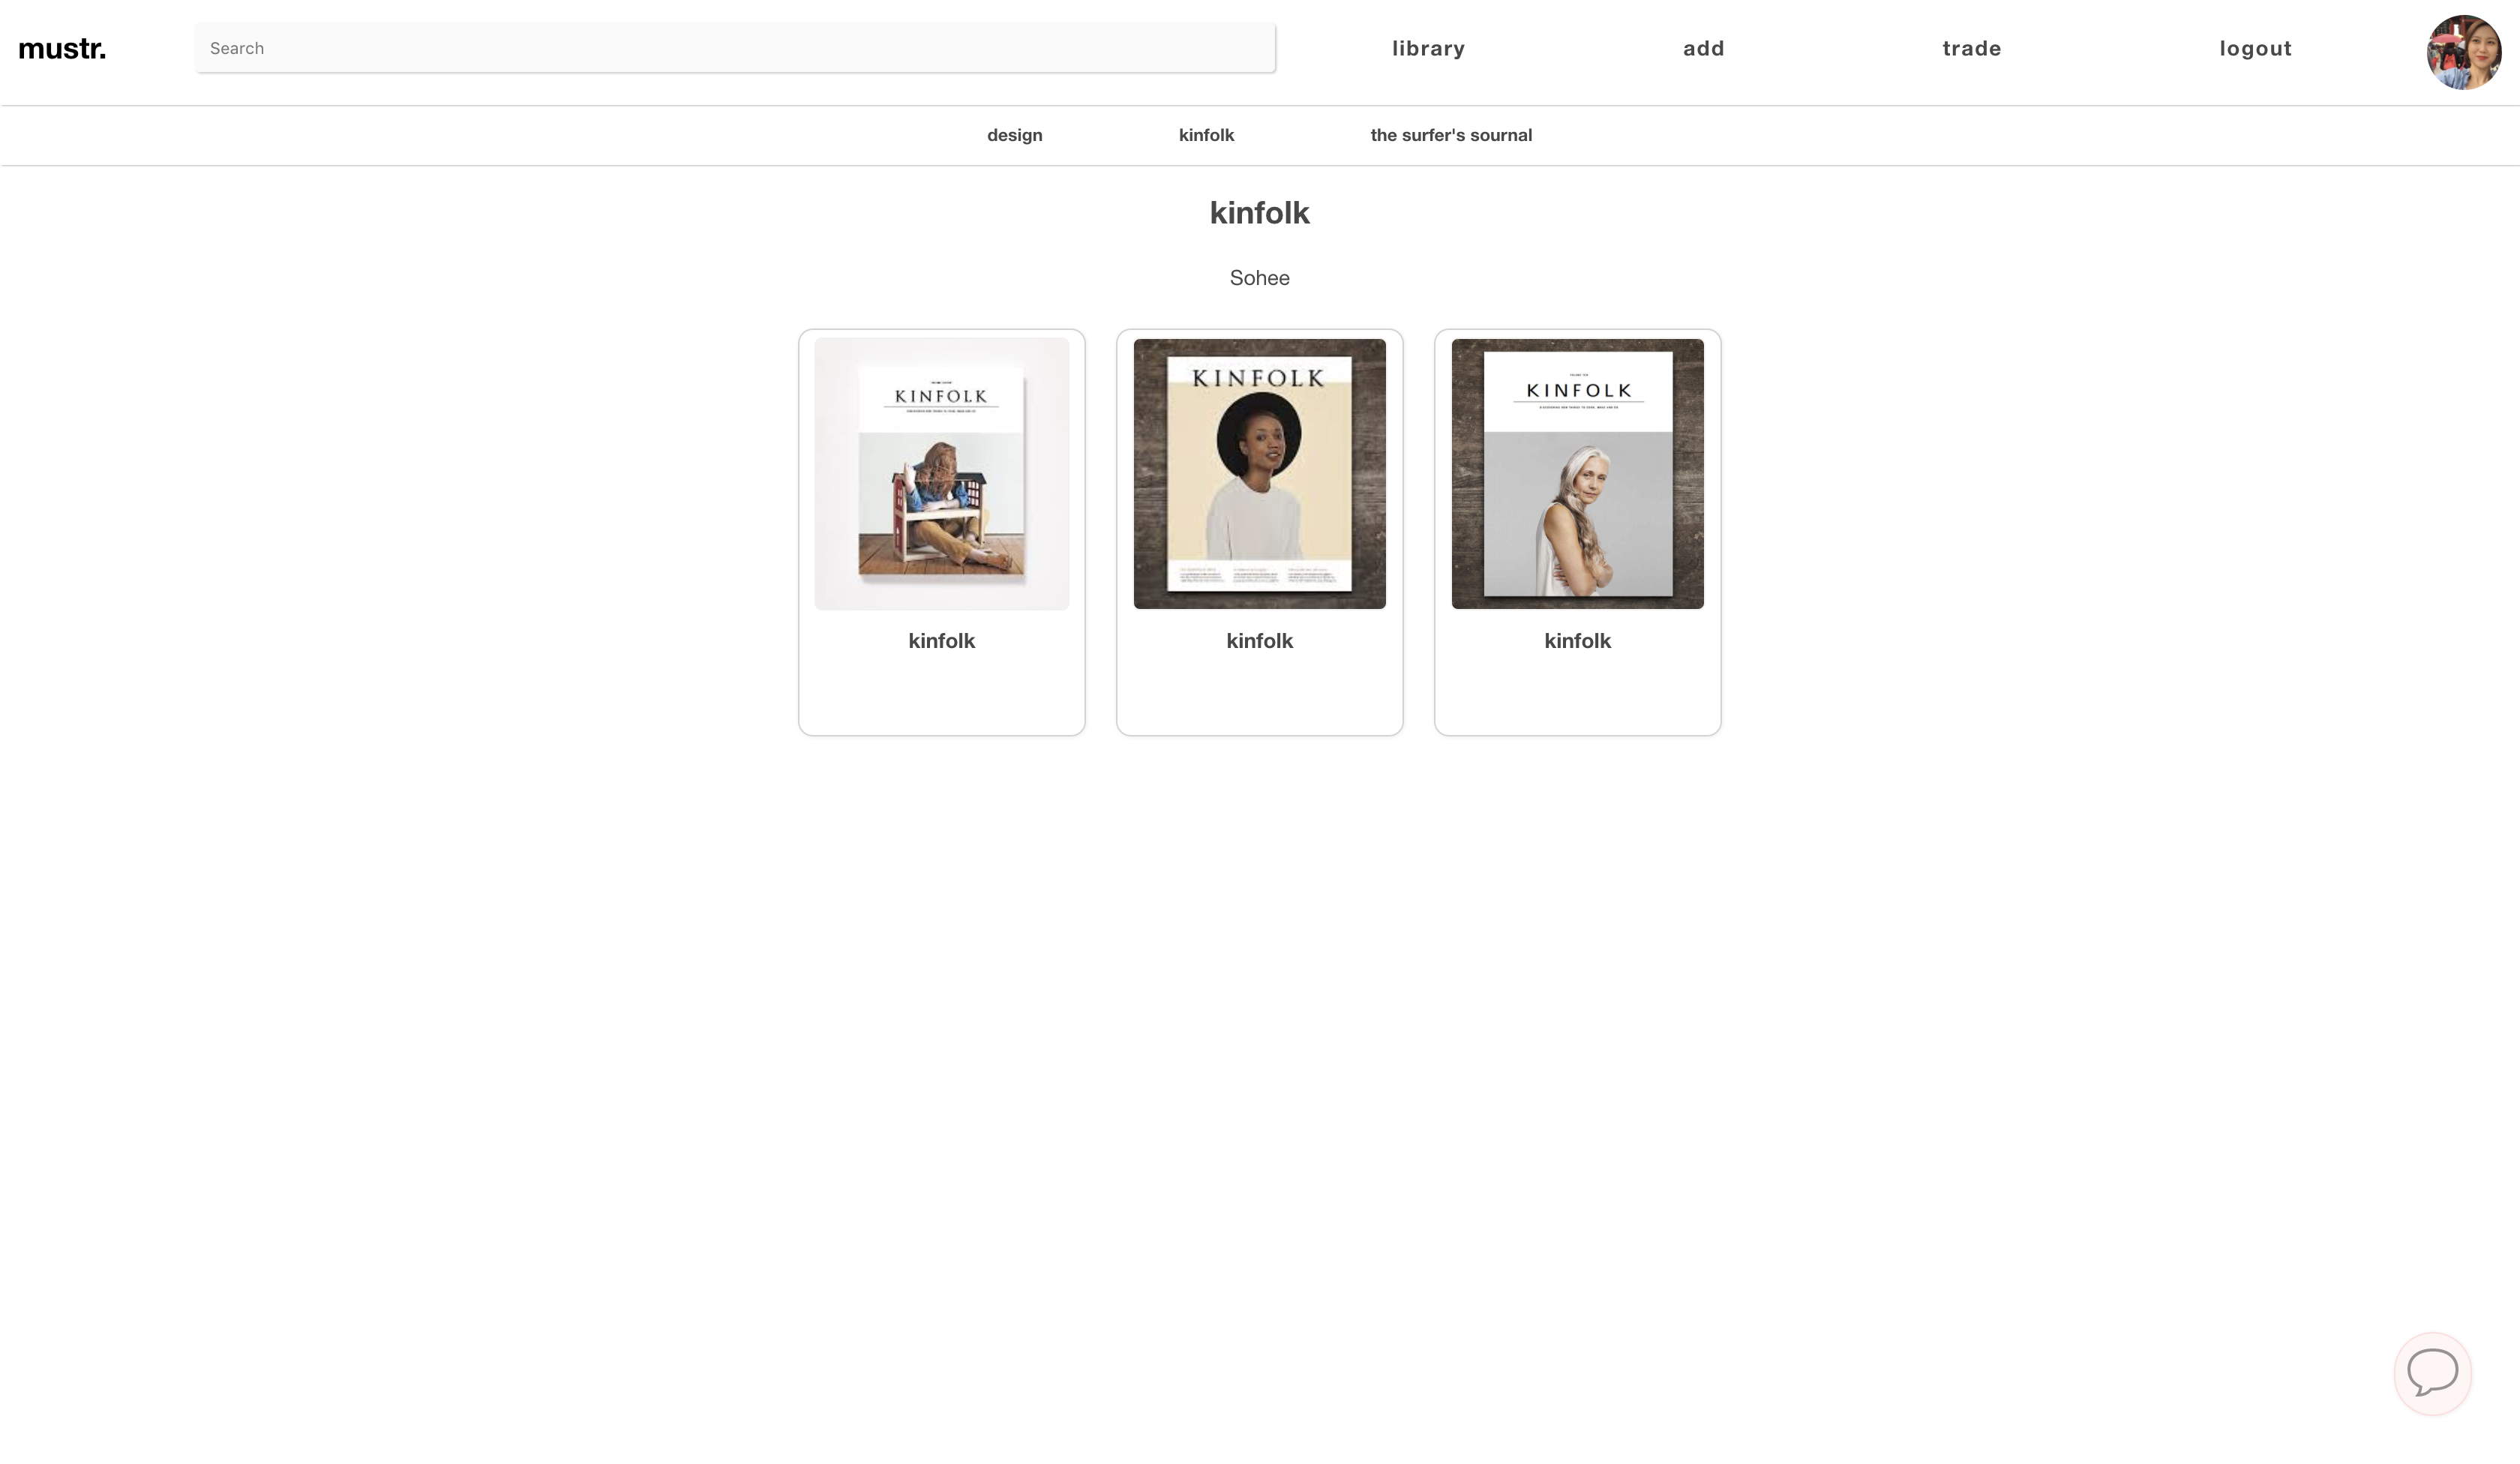 mustr.
Search
library
add
trade
logout
design
kinfolk
the surfer's sournal
kinfolk
Sohee
KINFOLK
KINFOLK
KINFOLK
kinfolk
kinfolk
kinfolk